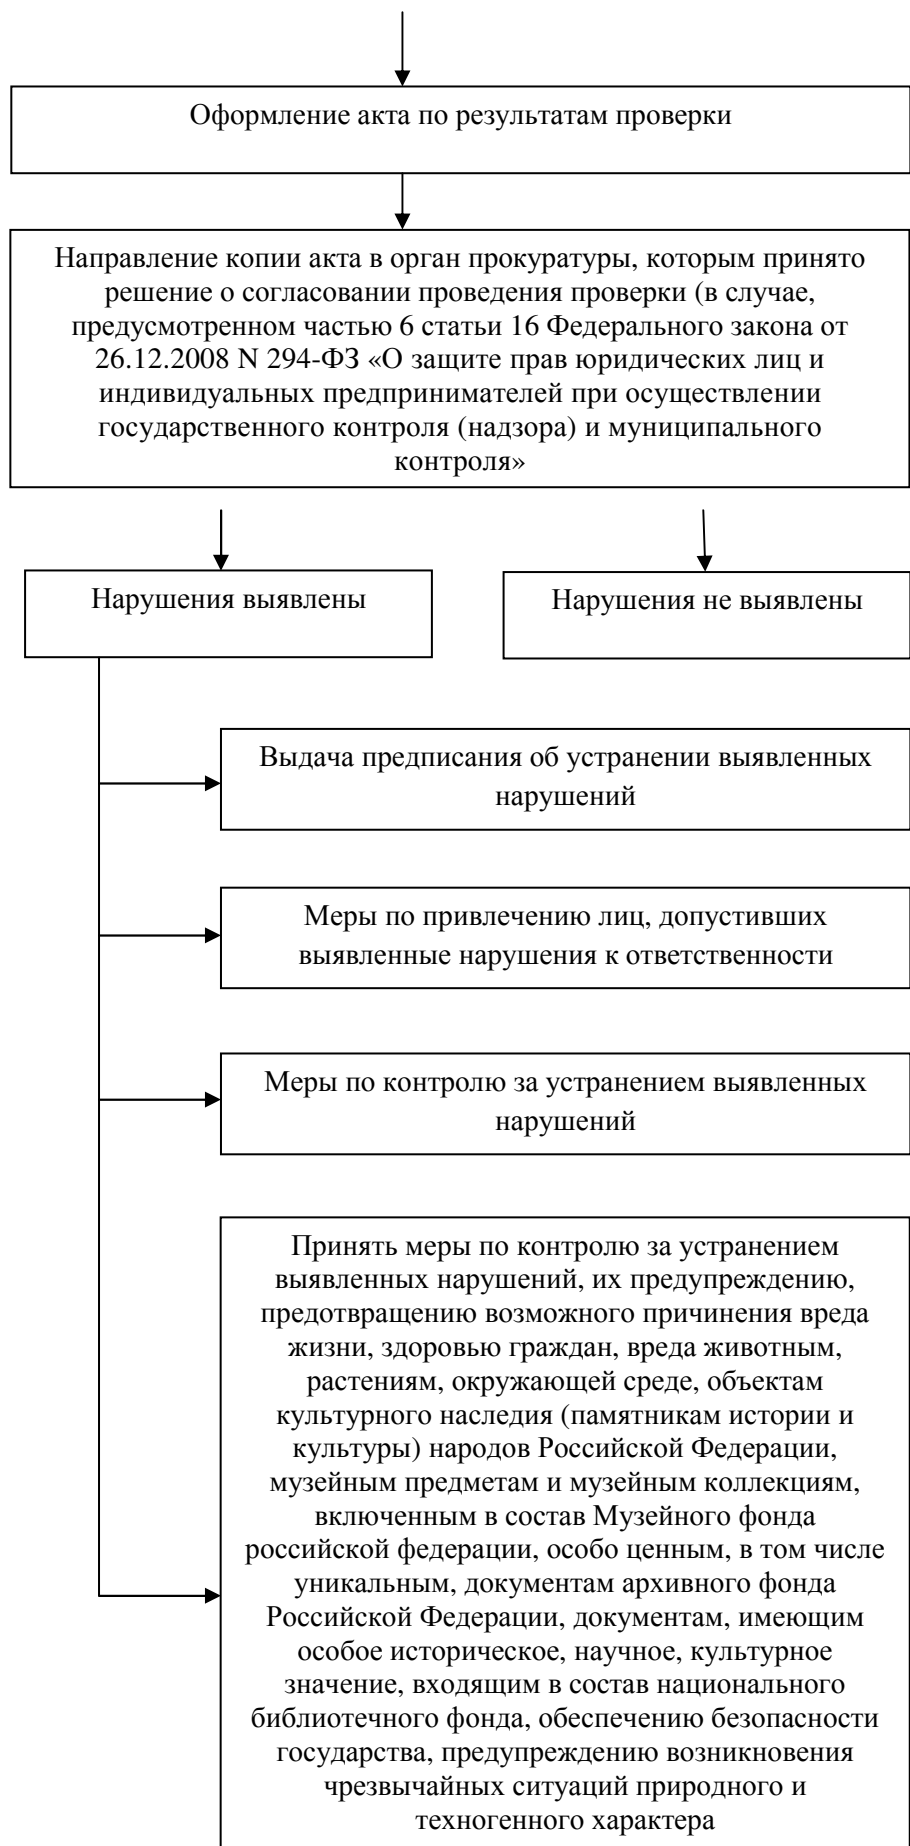 Оформление акта по результатам проверки
Направление копии акта в орган прокуратуры, которым принято
решение о согласовании проведения проверки (в случае,
предусмотренном частью 6 статьи 16 Федерального закона от
26.12.2008 N 294-ФЗ «О защите прав юридических лиц и
индивидуальных предпринимателей при осуществлении
государственного контроля (надзора) и муниципального
контроля»
Нарушения выявлены
Нарушения не выявлены
Выдача предписания об устранении выявленных
нарушений
Меры по привлечению лиц, допустивших
выявленные нарушения к ответственности
Меры по контролю за устранением выявленных
нарушений
Принять меры по контролю за устранением
выявленных нарушений, их предупреждению,
предотвращению возможного причинения вреда
жизни, здоровью граждан, вреда животным,
растениям, окружающей среде, объектам
культурного наследия (памятникам истории и
культуры) народов Российской Федерации,
музейным предметам и музейным коллекциям,
включенным в состав Музейного фонда
российской федерации, особо ценным, в том числе
уникальным, документам архивного фонда
Российской Федерации, документам, имеющим
особое историческое, научное, культурное
значение, входящим в состав национального
библиотечного фонда, обеспечению безопасности
государства, предупреждению возникновения
чрезвычайных ситуаций природного и
техногенного характера